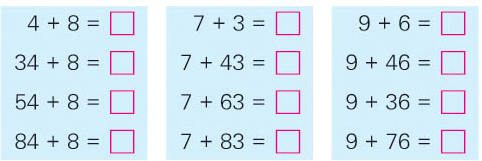 4 + 8 = □
34 + 8 = □
54 + 8 = □
84 + 8 = □
7 + 3 = □
7 + 43 = □
7 + 63 = □
7 + 83 = □
9 + 6 = □
9 + 46 = □
9 + 36 = □
9 + 76 = □